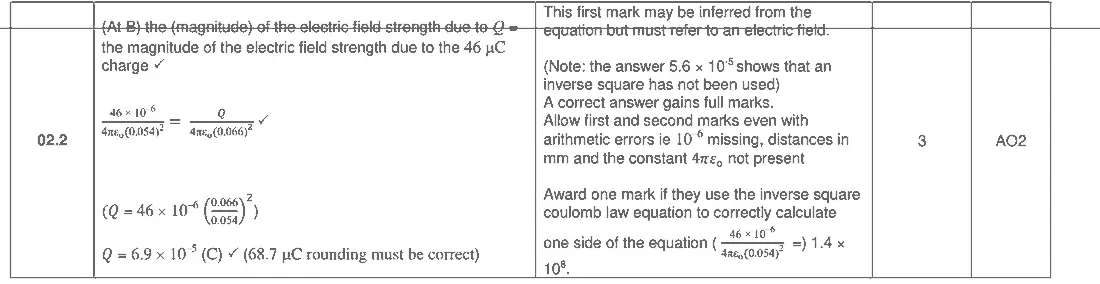 (At B) the (magnitude) of the electric field strength due to Q =
the magnitude of the electric field strength due to the 46 µC
charge ✓
46 × 10⁻⁶ / 4πε₀(0.054)² = Q / 4πε₀(0.066)² ✓
(Q = 46 × 10⁻⁶ (0.066/0.054)²)
Q = 6.9 × 10⁻⁵ (C) ✓ (68.7 µC rounding must be correct)
This first mark may be inferred from the
equation but must refer to an electric field.
(Note: the answer 5.6 × 10⁻⁵ shows that an
inverse square has not been used)
A correct answer gains full marks.
Allow first and second marks even with
arithmetic errors ie 10⁻⁶ missing, distances in
mm and the constant 4πε₀ not present
Award one mark if they use the inverse square
coulomb law equation to correctly calculate
one side of the equation ( 46 × 10⁻⁶ / 4πε₀(0.054)² =) 1.4 ×
10⁸.
02.2
3
AO2